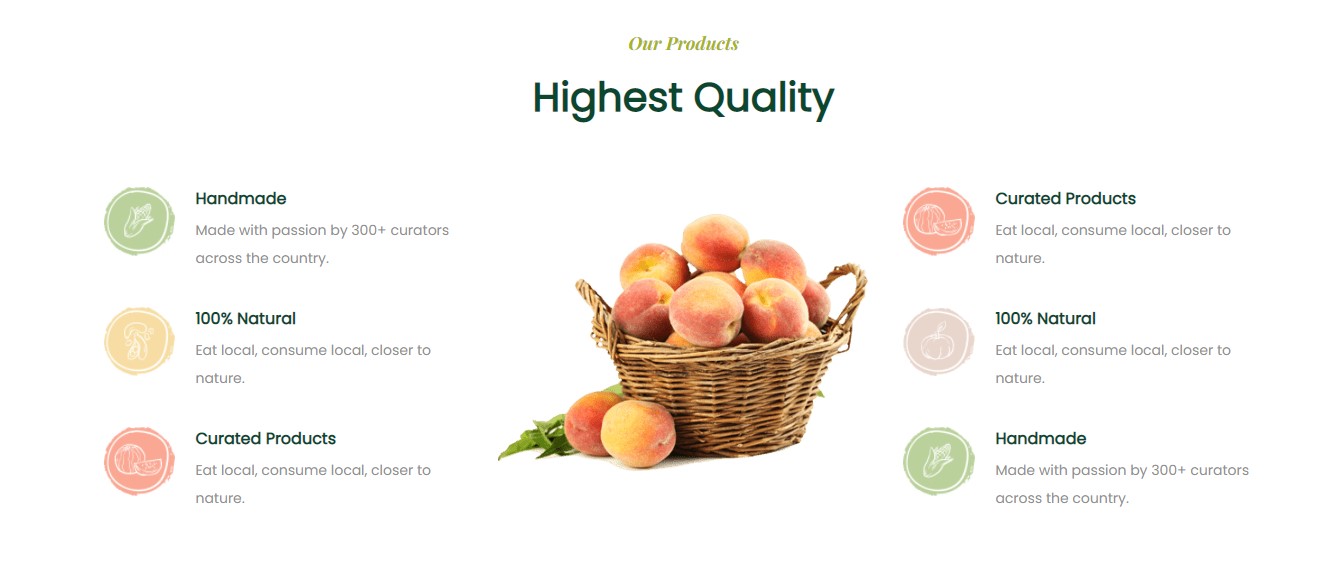 Our Products
Highest Quality
Handmade
Made with passion by 300+ curators
across the country.
100% Natural
Eat local, consume local, closer to
nature.
Curated Products
Eat local, consume local, closer to
nature.
Curated Products
Eat local, consume local, closer to
nature.
100% Natural
Eat local, consume local, closer to
nature.
Handmade
Made with passion by 300+ curators
across the country.